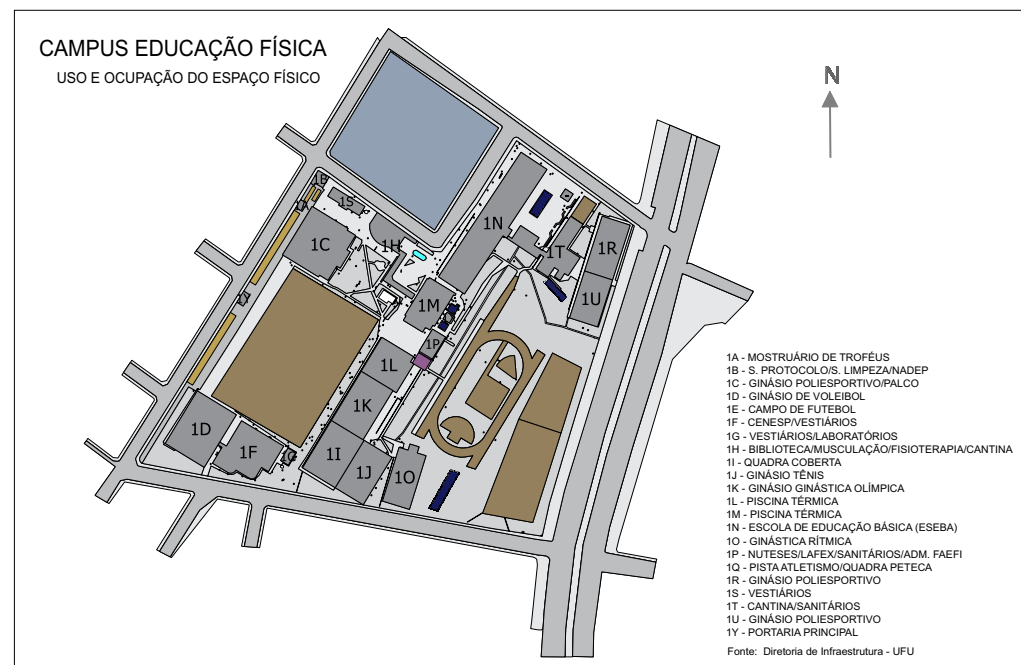 CAMPUS EDUCAÇÃO FÍSICA
USO E OCUPAÇÃO DO ESPAÇO FÍSICO
N
1B
1A
1S
1C
1H
1N
1T
1R
1U
1Y
1M
1P
1L
1K
1D
1F
1G
1I
1J
1O
1A - MOSTRUÁRIO DE TROFÉUS
1B - S. PROTOCOLO/S. LIMPEZA/NADEP
1C - GINÁSIO POLIESPORTIVO/PALCO
1D - GINÁSIO DE VOLEIBOL
1E - CAMPO DE FUTEBOL
1F - CENESP/VESTIÁRIOS
1G - VESTIÁRIOS/LABORATÓRIOS
1H - BIBLIOTECA/MUSCULAÇÃO/FISIOTERAPIA/CANTINA
1I - QUADRA COBERTA
1J - GINÁSIO TÊNIS
1K - GINÁSIO GINÁSTICA OLÍMPICA
1L - PISCINA TÉRMICA
1M - PISCINA TÉRMICA
1N - ESCOLA DE EDUCAÇÃO BÁSICA (ESEBA)
1O - GINÁSTICA RÍTMICA
1P - NUTESES/LAFEX/SANITÁRIOS/ADM. FAEFI
1Q - PISTA ATLETISMO/QUADRA PETECA
1R - GINÁSIO POLIESPORTIVO
1S - VESTIÁRIOS
1T - CANTINA/SANITÁRIOS
1U - GINÁSIO POLIESPORTIVO
1Y - PORTARIA PRINCIPAL
Fonte: Diretoria de Infraestrutura - UFU